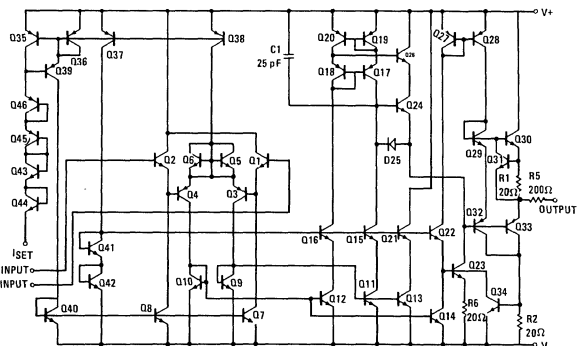 V+
Q35
Q36
Q37
Q38
Q20
Q19
Q27
Q28
Q39
C1
25 pF
Q26
Q18
Q17
Q46
Q24
Q45
Q43
Q44
Q2
Q6
Q5
Q1
D25
Q29
Q31
Q30
R1
20Ω
R5
200Ω
OUTPUT
Q4
Q3
ISET
Q41
Q16
Q15
Q21
Q22
Q32
Q33
INPUT
INPUT
Q42
Q10
Q9
Q12
Q11
Q13
Q23
R6
20Ω
Q34
Q40
Q8
Q7
Q14
R2
20Ω
V